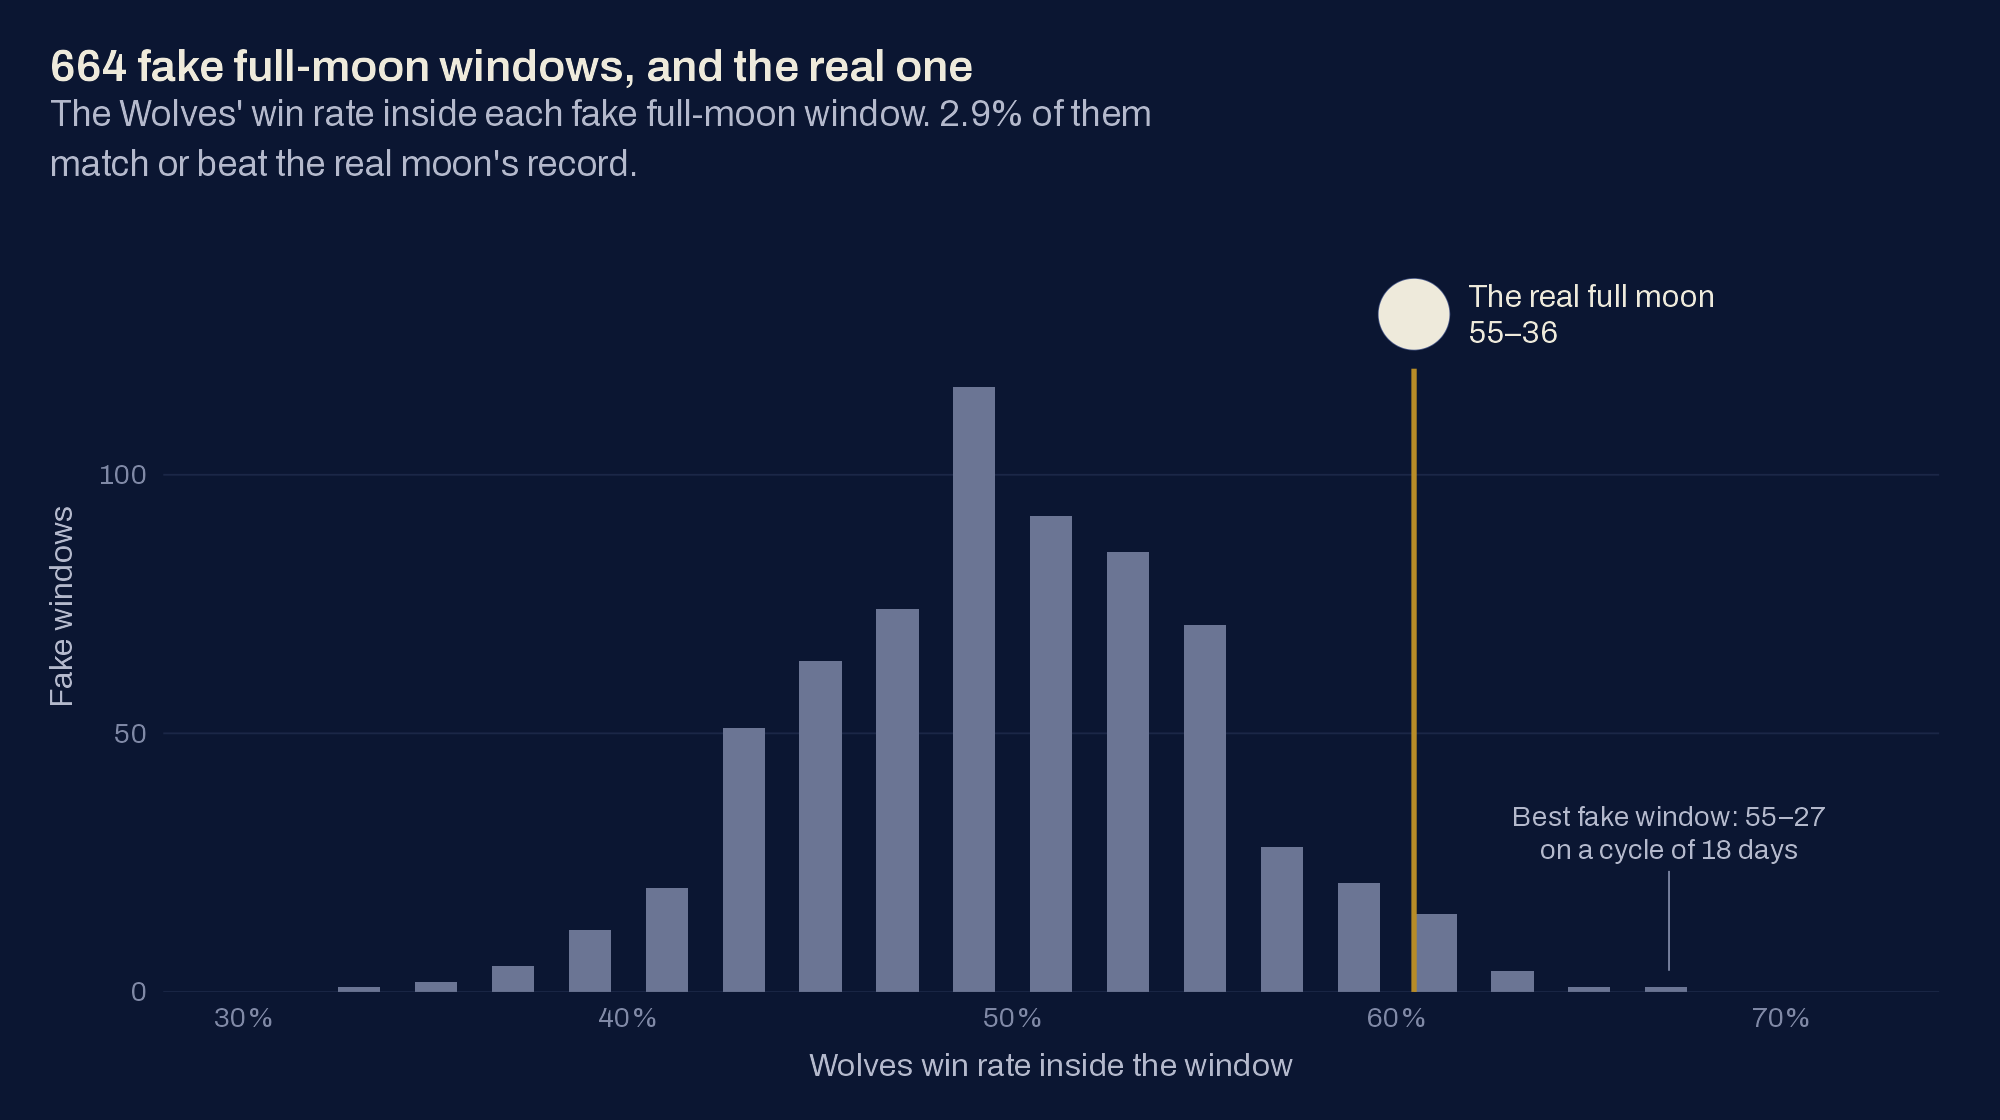 664 fake full-moon windows, and the real one
The Wolves' win rate inside each fake full-moon window. 2.9% of them
match or beat the real moon's record.
The real full moon
55–36
100
50
0
Fake windows
Best fake window: 55–27
on a cycle of 18 days
30%
40%
50%
60%
70%
Wolves win rate inside the window